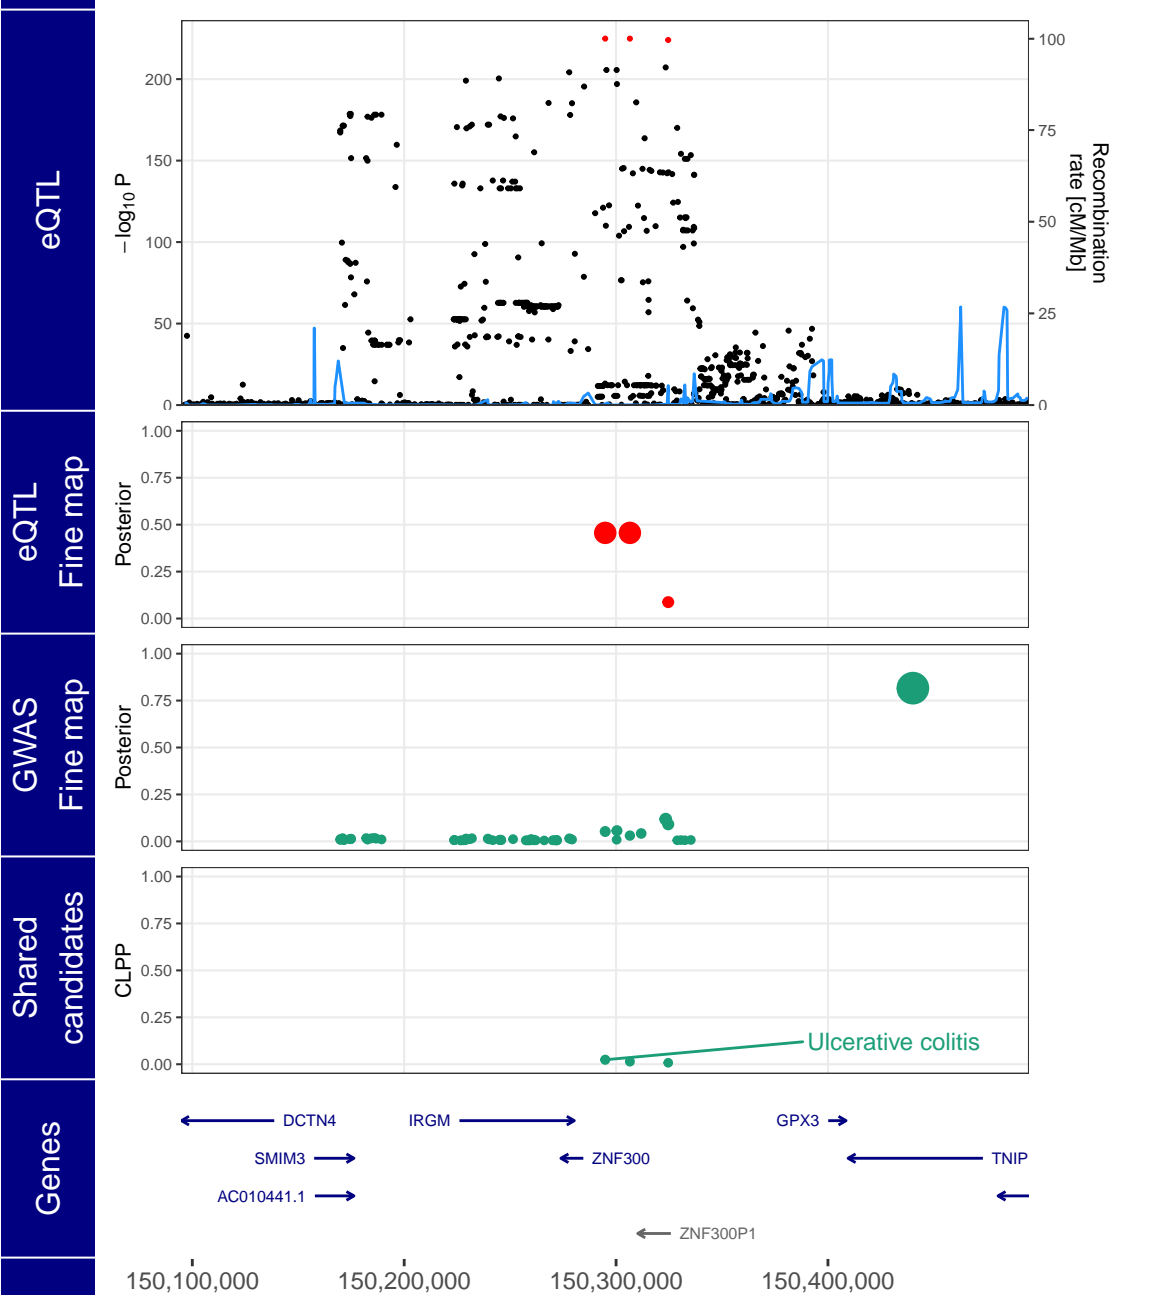 eQTL
−log10 P
200
150
100
50
0
100
75
50
25
0
Recombination
rate [cM/Mb]
eQTL
Fine map
Posterior
1.00
0.75
0.50
0.25
0.00
GWAS
Fine map
Posterior
1.00
0.75
0.50
0.25
0.00
Shared
candidates
CLPP
1.00
0.75
0.50
0.25
0.00
Ulcerative colitis
Genes
DCTN4
IRGM
GPX3
SMIM3
ZNF300
TNIP
AC010441.1
ZNF300P1
150,100,000
150,200,000
150,300,000
150,400,000